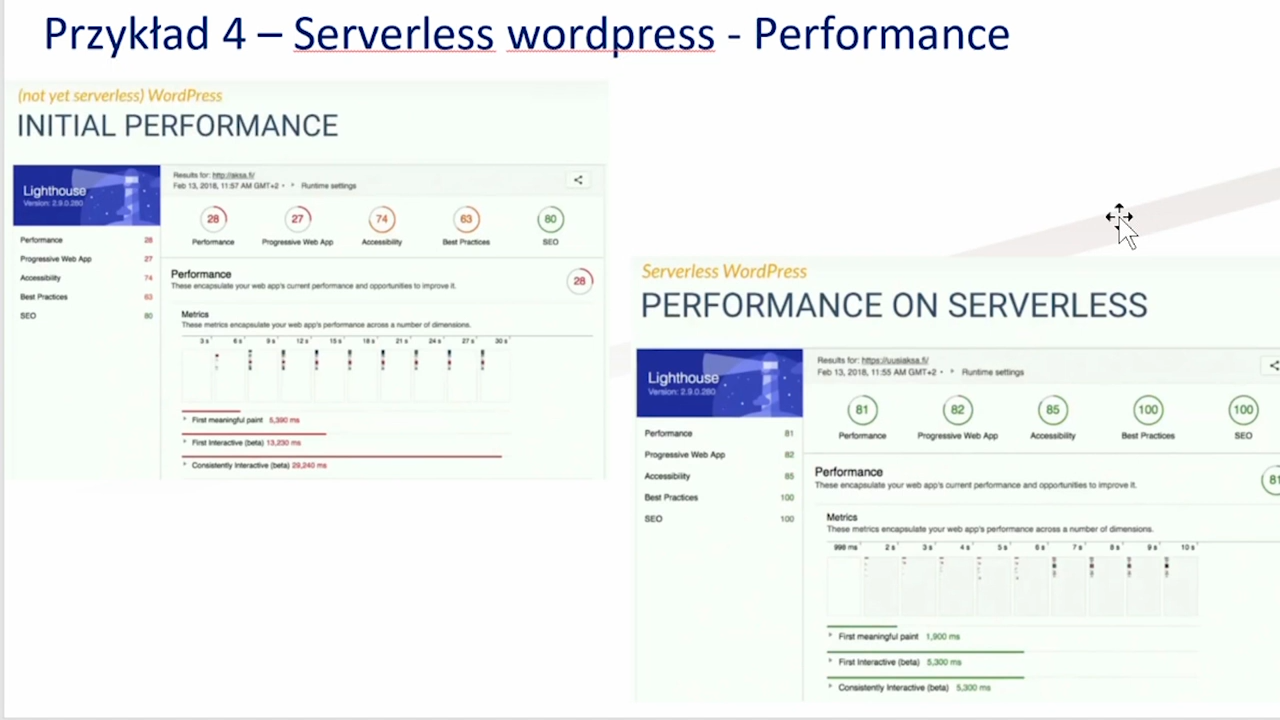 Przykład 4 – Serverless wordpress - Performance
(not yet serverless) WordPress
INITIAL PERFORMANCE
Lighthouse
Version: 2.9.0.280
Results for: http://aksa.fi/
Feb 13, 2018, 11:57 AM GMT+2 • ‣ Runtime settings
Performance 28
Progressive Web App 27
Accessibility 74
Best Practices 63
SEO 80
28 27 74 63 80
Performance Progressive Web App Accessibility Best Practices SEO
Performance
These encapsulate your web app's current performance and opportunities to improve it.
28
Metrics
These metrics encapsulate your web app's performance across a number of dimensions.
3 s 6 s 9 s 12 s 15 s 18 s 21 s 24 s 27 s 30 s
‣ First meaningful paint 5,390 ms
‣ First Interactive (beta) 13,230 ms
‣ Consistently Interactive (beta) 29,240 ms
Serverless WordPress
PERFORMANCE ON SERVERLESS
Lighthouse
Version: 2.9.0.280
Results for: https://uusiaksa.fi/
Feb 13, 2018, 11:55 AM GMT+2 • ‣ Runtime settings
Performance 81
Progressive Web App 82
Accessibility 85
Best Practices 100
SEO 100
81 82 85 100 100
Performance Progressive Web App Accessibility Best Practices SEO
Performance
These encapsulate your web app's current performance and opportunities to improve it.
81
Metrics
These metrics encapsulate your web app's performance across a number of dimensions.
998 ms 2 s 3 s 4 s 5 s 6 s 7 s 8 s 9 s 10 s
‣ First meaningful paint 1,900 ms
‣ First Interactive (beta) 5,300 ms
‣ Consistently Interactive (beta) 5,300 ms